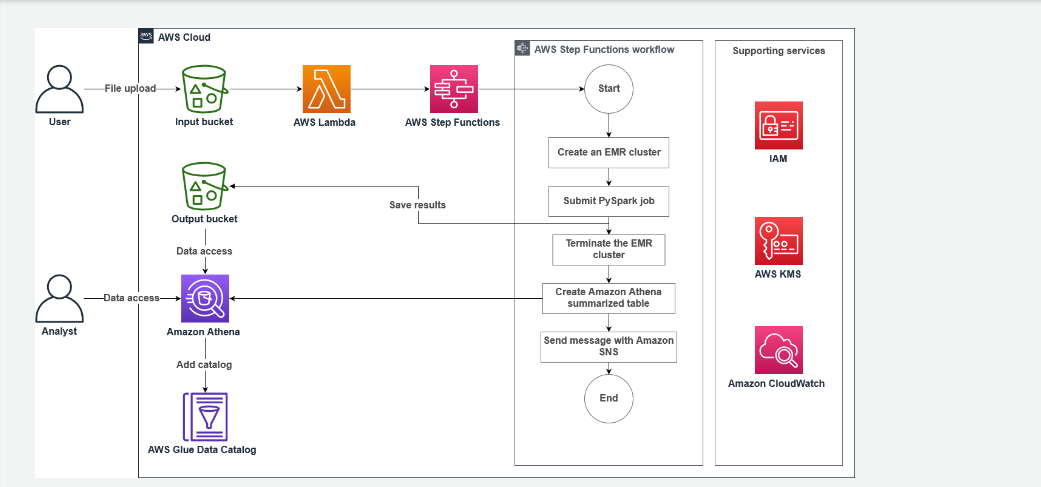 aws
AWS Cloud
AWS Step Functions workflow
Supporting services
File upload
User
Input bucket
AWS Lambda
AWS Step Functions
Start
Create an EMR cluster
Submit PySpark job
Save results
Terminate the EMR
cluster
Create Amazon Athena
summarized table
Send message with Amazon
SNS
End
Output bucket
Data access
Data access
Analyst
Amazon Athena
Add catalog
AWS Glue Data Catalog
IAM
AWS KMS
Amazon CloudWatch